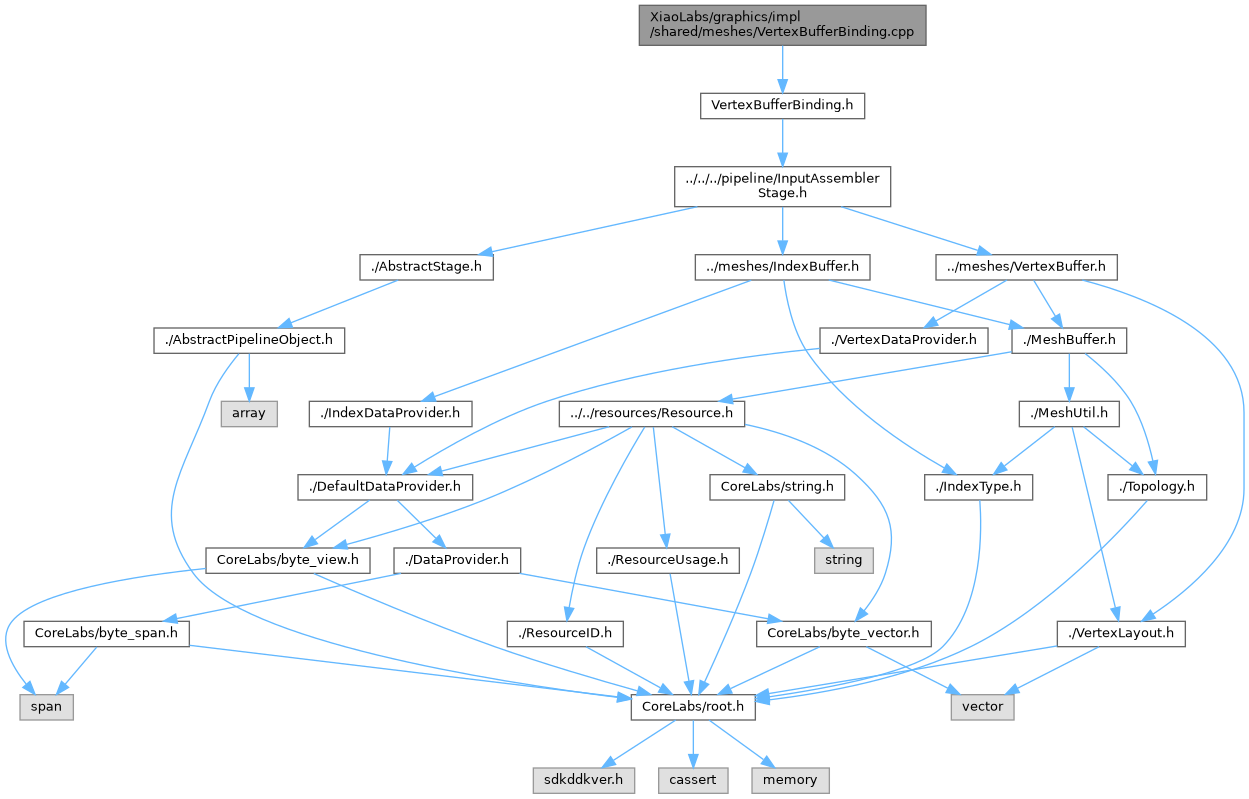 XiaoLabs/graphics/impl
/shared/meshes/VertexBufferBinding.cpp
VertexBufferBinding.h
../../../pipeline/InputAssembler
Stage.h
./AbstractStage.h
../meshes/IndexBuffer.h
../meshes/VertexBuffer.h
./AbstractPipelineObject.h
./VertexDataProvider.h
./MeshBuffer.h
array
./IndexDataProvider.h
../../resources/Resource.h
./MeshUtil.h
./DefaultDataProvider.h
CoreLabs/string.h
./IndexType.h
./Topology.h
CoreLabs/byte_view.h
./DataProvider.h
./ResourceUsage.h
string
CoreLabs/byte_span.h
./ResourceID.h
CoreLabs/byte_vector.h
./VertexLayout.h
span
CoreLabs/root.h
vector
sdkddkver.h
cassert
memory